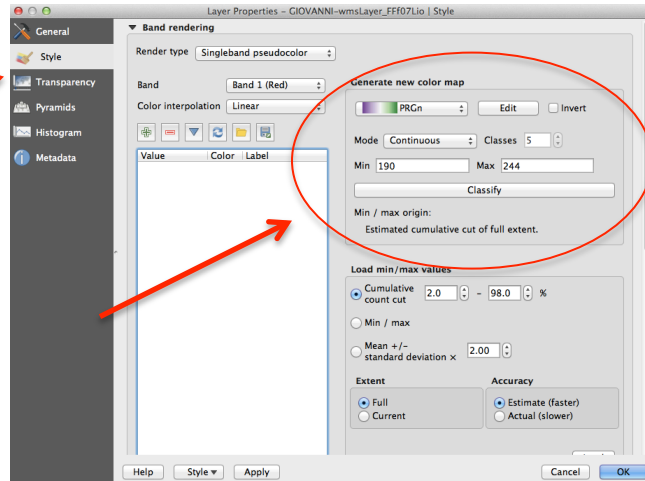 Layer Properties – GIOVANNI-wmsLayer_FFf07Lio | Style
General
Style
Transparency
Pyramids
Histogram
Metadata
Band rendering
Render type Singleband pseudocolor
Band Band 1 (Red)
Color interpolation Linear
Value Color Label
Generate new color map
PRGn Edit Invert
Mode Continuous Classes 5
Min 190 Max 244
Classify
Min / max origin:
Estimated cumulative cut of full extent.
Load min/max values
Cumulative
count cut 2.0 – 98.0 %
Min / max
Mean +/–
standard deviation × 2.00
Extent Accuracy
Full Estimate (faster)
Current Actual (slower)
Help Style Apply Cancel OK